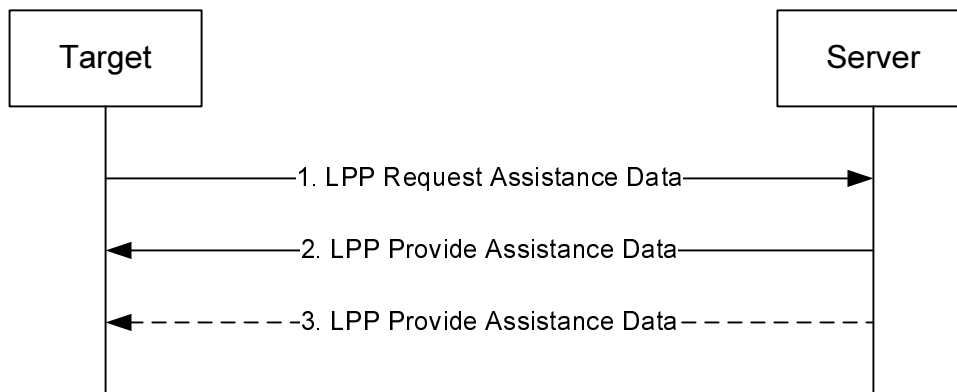 Target
Server
1. LPP Request Assistance Data
2. LPP Provide Assistance Data
3. LPP Provide Assistance Data